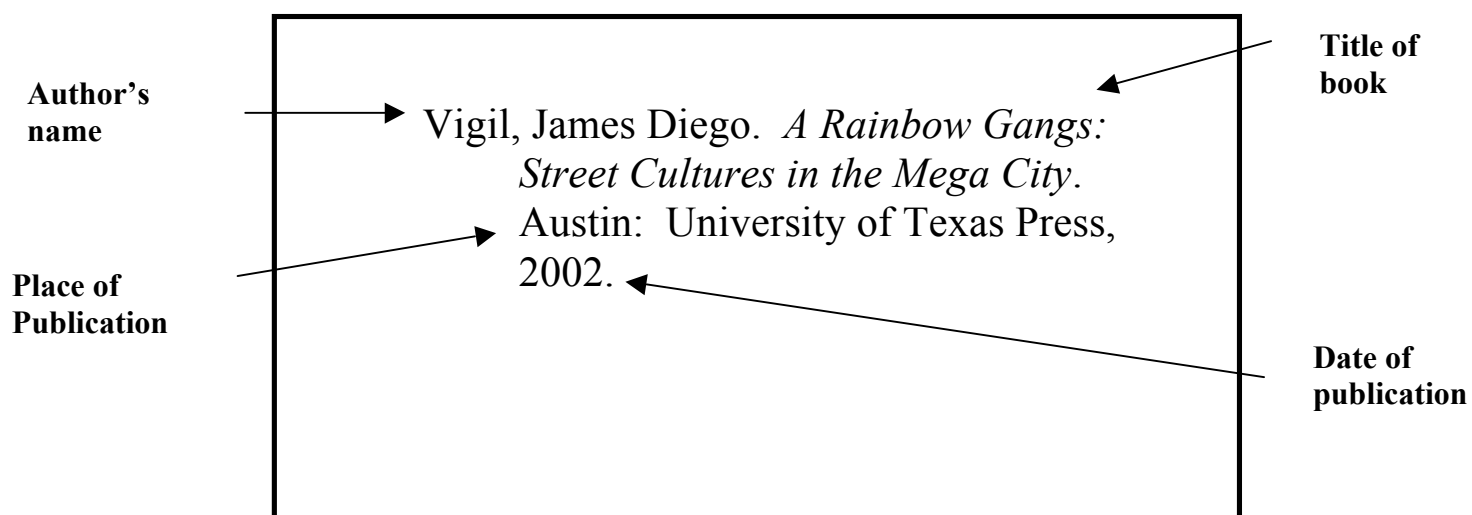 Title of
book
Author’s
name
Vigil, James Diego.  A Rainbow Gangs:
Street Cultures in the Mega City.
Austin:  University of Texas Press,
2002.
Place of
Publication
Date of
publication